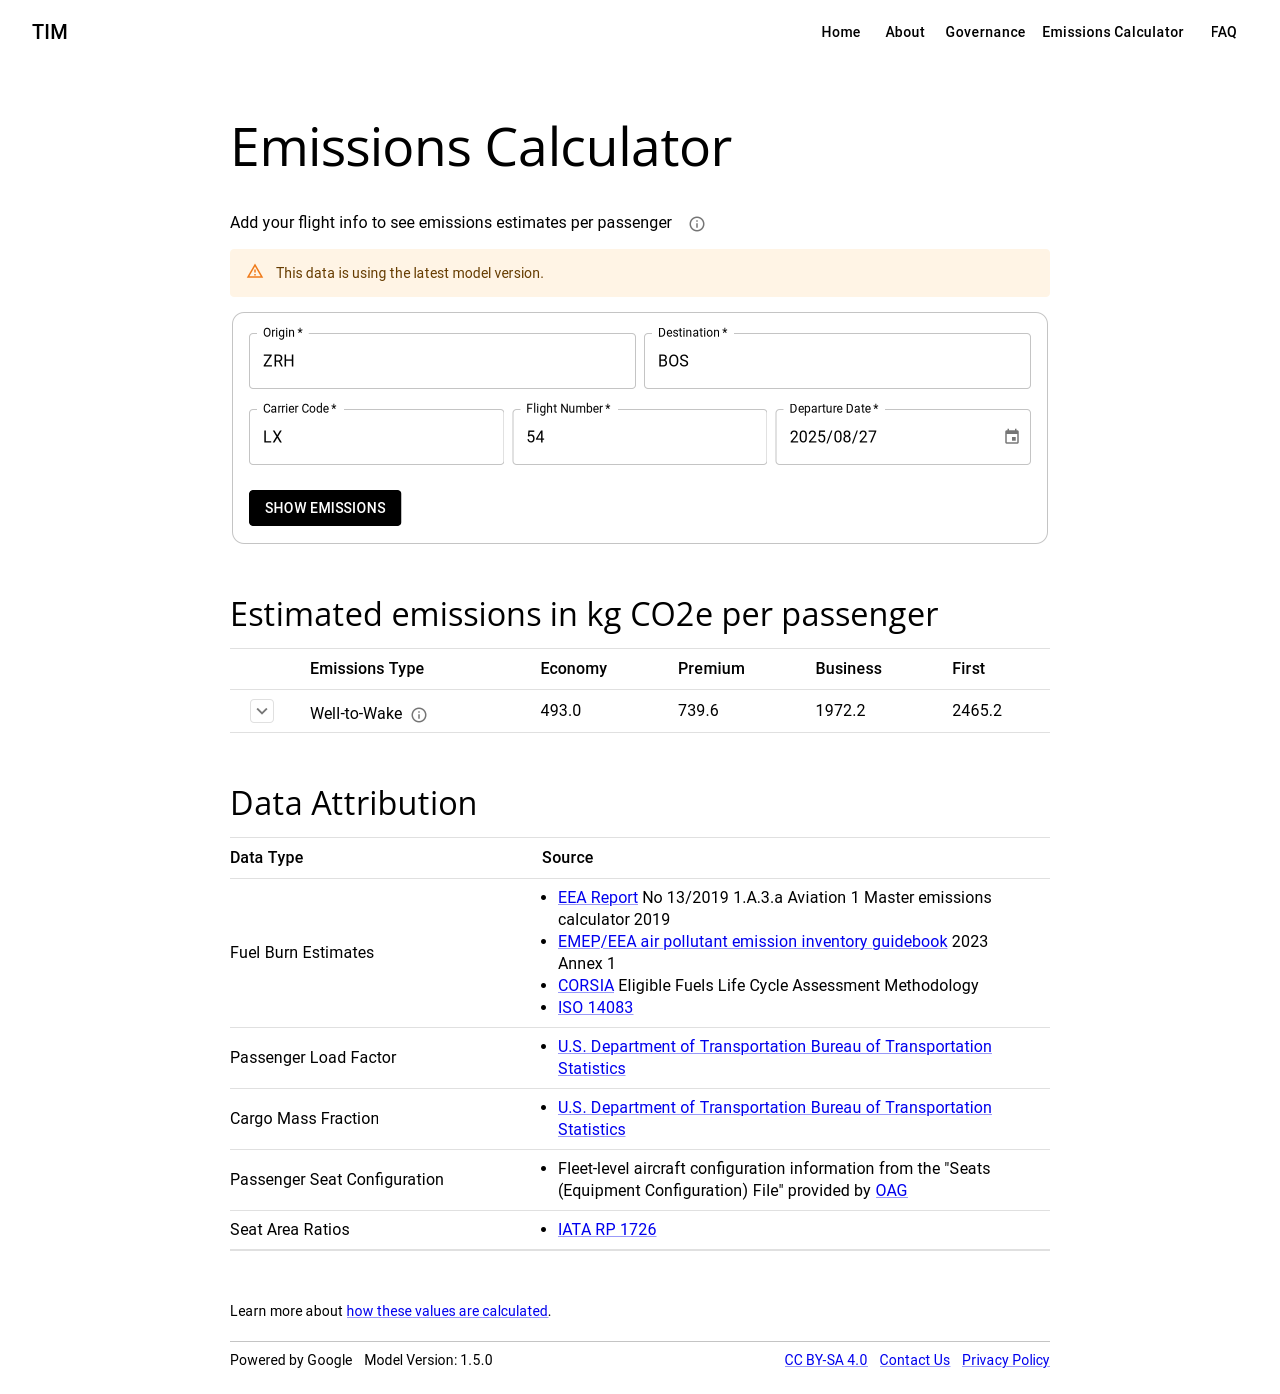 TIM
Home About Governance Emissions Calculator FAQ
Emissions Calculator
Add your flight info to see emissions estimates per passenger
This data is using the latest model version.
Origin * Destination *
ZRH BOS
Carrier Code * Flight Number * Departure Date *
LX 54 2025/08/27
SHOW EMISSIONS
Estimated emissions in kg CO2e per passenger
Emissions Type Economy Premium Business First
Well-to-Wake 493.0 739.6 1972.2 2465.2
Data Attribution
Data Type Source
Fuel Burn Estimates
• EEA Report No 13/2019 1.A.3.a Aviation 1 Master emissions
calculator 2019
• EMEP/EEA air pollutant emission inventory guidebook 2023
Annex 1
• CORSIA Eligible Fuels Life Cycle Assessment Methodology
• ISO 14083
Passenger Load Factor
• U.S. Department of Transportation Bureau of Transportation
Statistics
Cargo Mass Fraction
• U.S. Department of Transportation Bureau of Transportation
Statistics
Passenger Seat Configuration
• Fleet-level aircraft configuration information from the "Seats
(Equipment Configuration) File" provided by OAG
Seat Area Ratios
• IATA RP 1726
Learn more about how these values are calculated.
Powered by Google Model Version: 1.5.0 CC BY-SA 4.0 Contact Us Privacy Policy